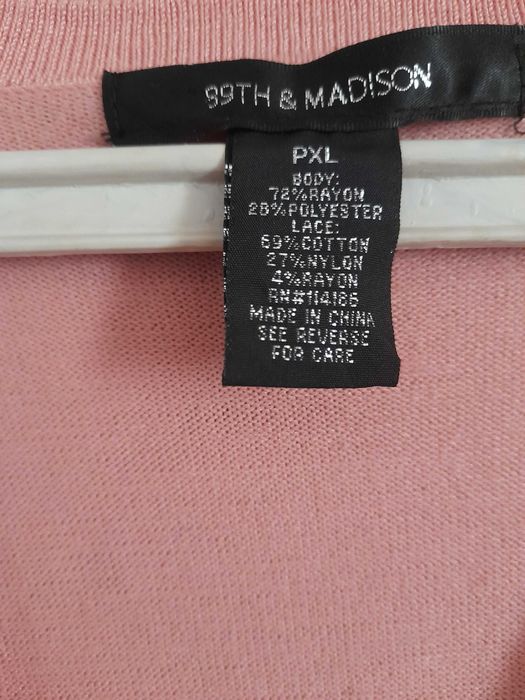 89TH & MADISON
PXL
BODY:
72%RAYON
28%POLYESTER
LACE:
69%COTTON
27%NYLON
4%RAYON
RN#114186
MADE IN CHINA
SEE REVERSE
FOR CARE